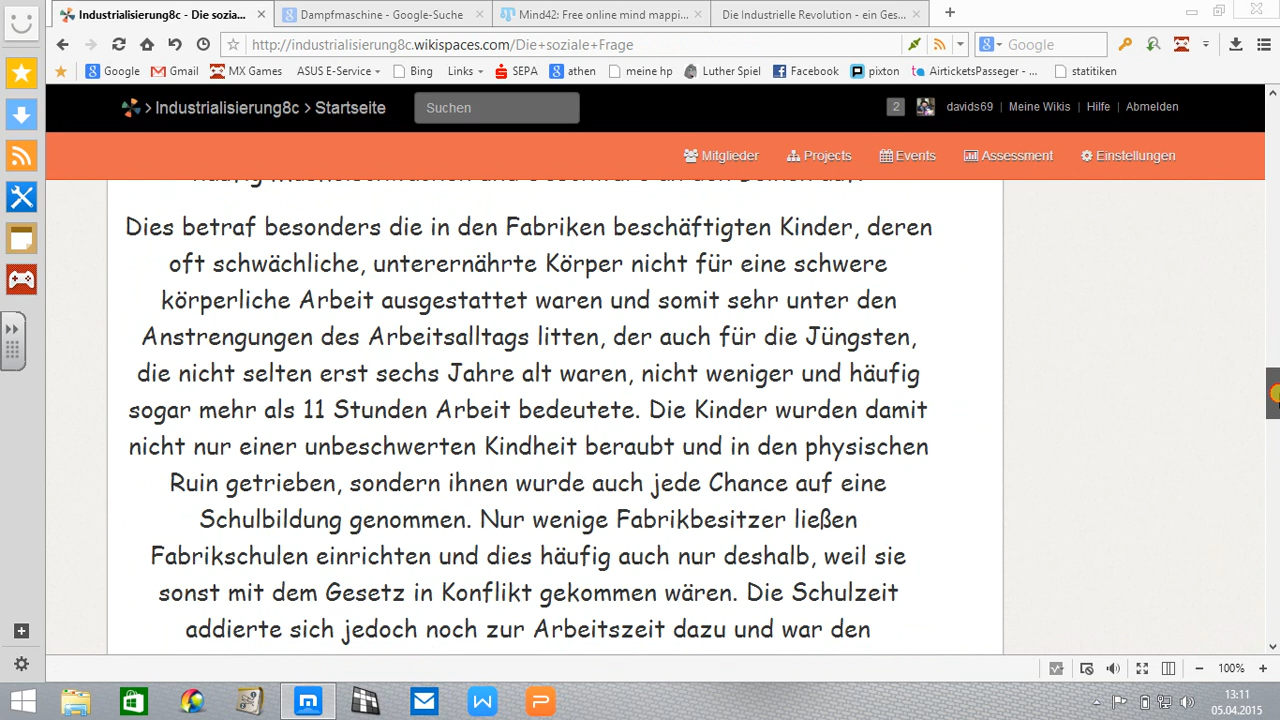 Industrialisierung8c - Die sozia...
Dampfmaschine - Google-Suche
Mind42: Free online mind mappi...
Die Industrielle Revolution - ein Ges...
http://industrialisierung8c.wikispaces.com/Die+soziale+Frage
Google
Google
Gmail
MX Games
ASUS E-Service
Bing
Links
SEPA
athen
meine hp
Luther Spiel
Facebook
pixton
AirticketsPasseger - ...
statitiken
Industrialisierung8c > Startseite
Suchen
2
davids69
Meine Wikis
Hilfe
Abmelden
Mitglieder
Projects
Events
Assessment
Einstellungen
Dies betraf besonders die in den Fabriken beschäftigten Kinder, deren
oft schwächliche, unterernährte Körper nicht für eine schwere
körperliche Arbeit ausgestattet waren und somit sehr unter den
Anstrengungen des Arbeitsalltags litten, der auch für die Jüngsten,
die nicht selten erst sechs Jahre alt waren, nicht weniger und häufig
sogar mehr als 11 Stunden Arbeit bedeutete. Die Kinder wurden damit
nicht nur einer unbeschwerten Kindheit beraubt und in den physischen
Ruin getrieben, sondern ihnen wurde auch jede Chance auf eine
Schulbildung genommen. Nur wenige Fabrikbesitzer ließen
Fabrikschulen einrichten und dies häufig auch nur deshalb, weil sie
sonst mit dem Gesetz in Konflikt gekommen wären. Die Schulzeit
addierte sich jedoch noch zur Arbeitszeit dazu und war den
100%
13:11
05.04.2015